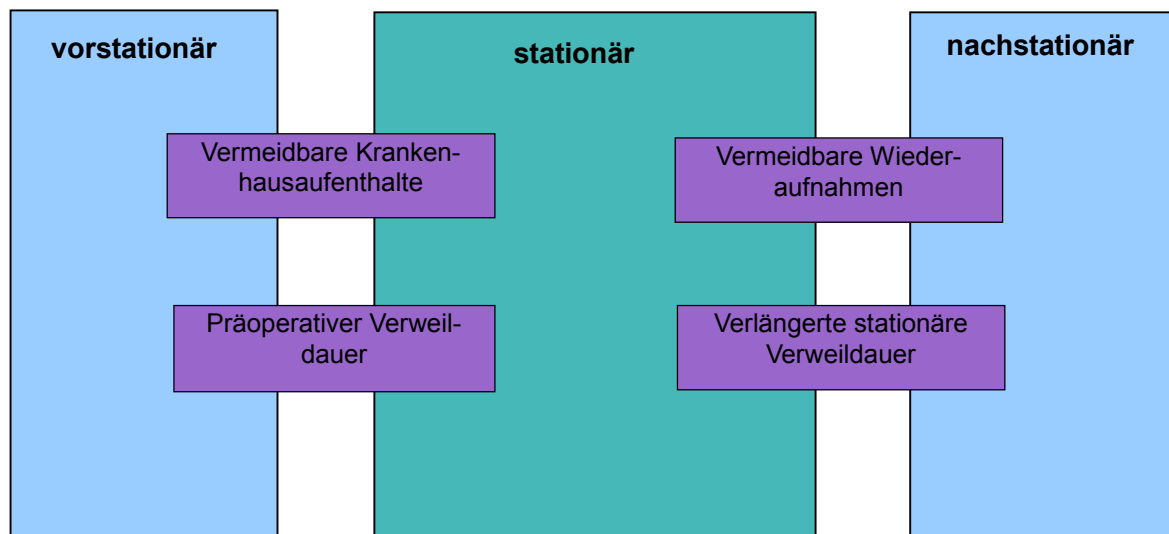 vorstationär
stationär
nachstationär
Vermeidbare Kranken-
hausaufenthalte
Vermeidbare Wieder-
aufnahmen
Präoperativer Verweil-
dauer
Verlängerte stationäre
Verweildauer